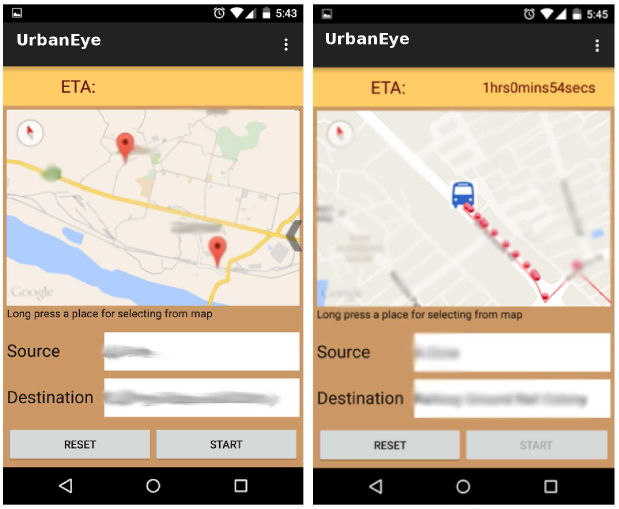 5:43
UrbanEye
ETA:
Google
Long press a place for selecting from map
Source
Destination
RESET START
5:45
UrbanEye
ETA: 1hrs0mins54secs
Google
Long press a place for selecting from map
Source
Destination
RESET START